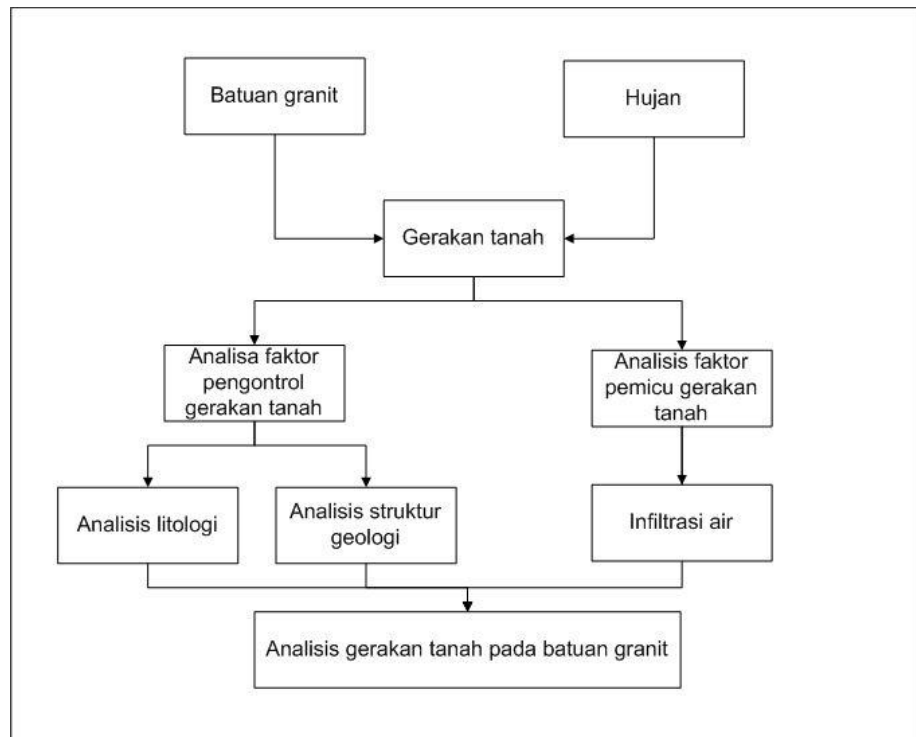 Batuan granit
Hujan
Gerakan tanah
Analisa faktor
pengontrol
gerakan tanah
Analisis faktor
pemicu gerakan
tanah
Analisis litologi
Analisis struktur
geologi
Infiltrasi air
Analisis gerakan tanah pada batuan granit